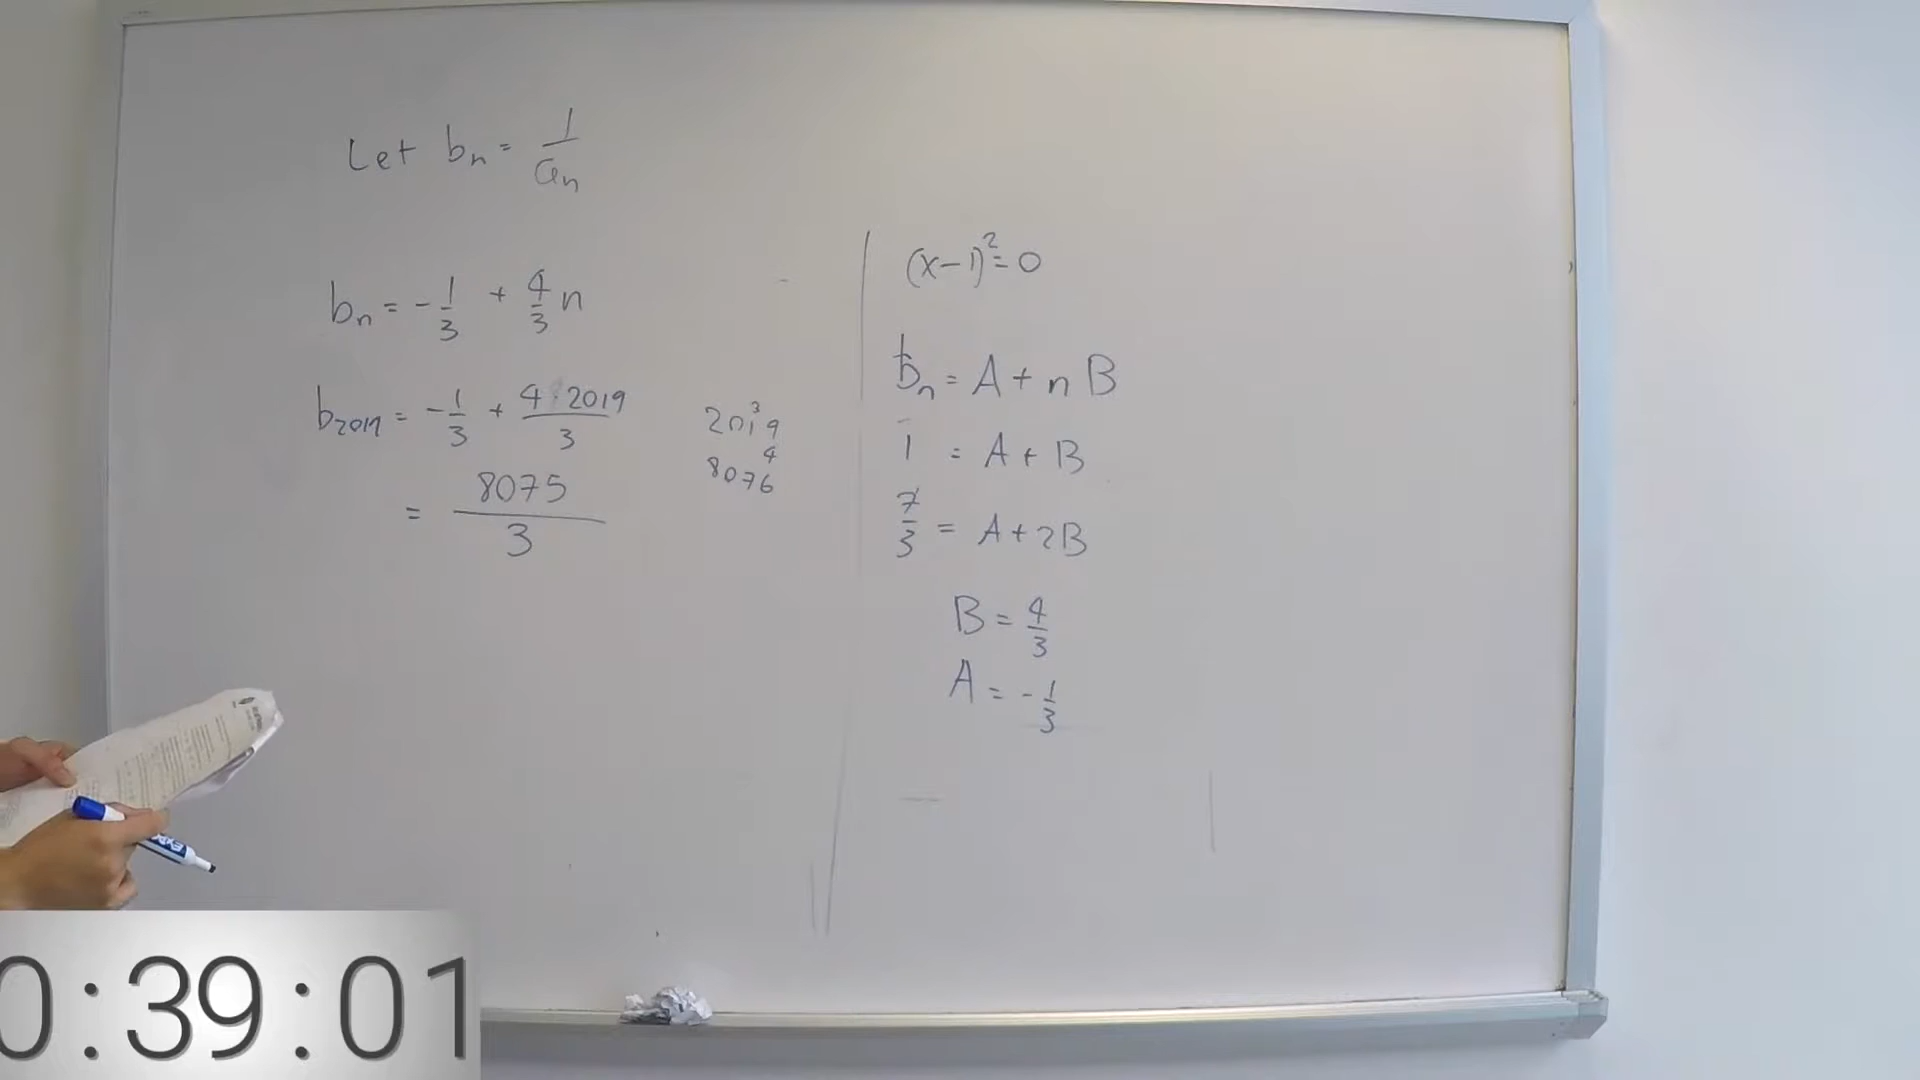 Let bn = 1/an
bn = -1/3 + 4/3 n
b2019 = -1/3 + 4·2019/3
= 8075/3
2019 3
4
8076
(x-1)²=0
bn = A + nB
1 = A + B
7/3 = A + 2B
B = 4/3
A = -1/3
0:39:01